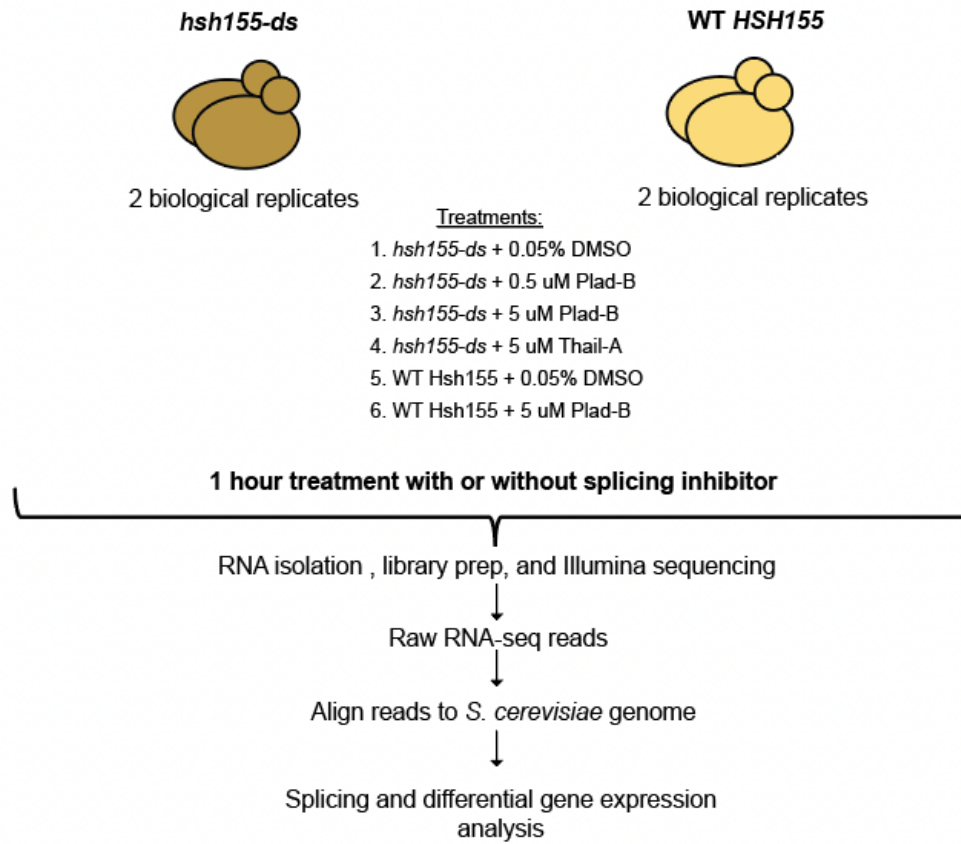 hsh155-ds
WT HSH155
2 biological replicates
2 biological replicates
Treatments:
1. hsh155-ds + 0.05% DMSO
2. hsh155-ds + 0.5 uM Plad-B
3. hsh155-ds + 5 uM Plad-B
4. hsh155-ds + 5 uM Thail-A
5. WT Hsh155 + 0.05% DMSO
6. WT Hsh155 + 5 uM Plad-B
1 hour treatment with or without splicing inhibitor
RNA isolation , library prep, and Illumina sequencing
Raw RNA-seq reads
Align reads to S. cerevisiae genome
Splicing and differential gene expression
analysis